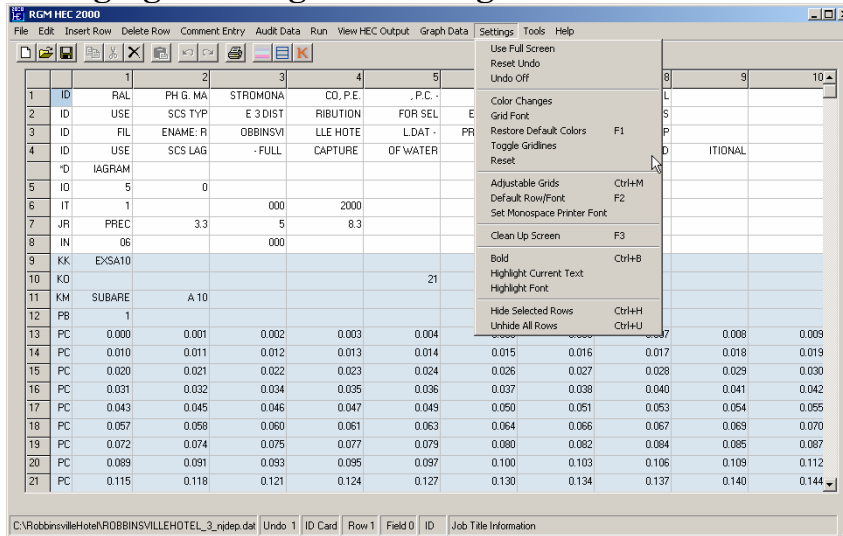 RGM HEC 2000
File Edit Insert Row Delete Row Comment Entry Audit Data Run View HEC Output Graph Data Settings Tools Help
Use Full Screen
Reset Undo
Undo Off
Color Changes
Grid Font
Restore Default Colors F1
Toggle Gridlines
Reset
Adjustable Grids Ctrl+M
Default Row/Font F2
Set Monospace Printer Font
Clean Up Screen F3
Bold Ctrl+B
Highlight Current Text
Highlight Font
Hide Selected Rows Ctrl+H
Unhide All Rows Ctrl+U
1 2 3 4 5 8 9 10
1 ID RAL PH G. MA STROMONA CO, P.E. , P.C. - L
2 ID USE SCS TYP E 3 DIST RIBUTION FOR SEL E S
3 ID FIL ENAME: R OBBINSVI LLE HOTE L.DAT - PR P
4 ID USE SCS LAG - FULL CAPTURE OF WATER D ITIONAL
*D IAGRAM
5 IO 5 0
6 IT 1 000 2000
7 JR PREC 3.3 5 8.3
8 IN 06 000
9 KK EXSA10
10 KO 21
11 KM SUBARE A 10
12 PB 1
13 PC 0.000 0.001 0.002 0.003 0.004 0.008 0.009
14 PC 0.010 0.011 0.012 0.013 0.014 0.015 0.016 0.017 0.018 0.019
15 PC 0.020 0.021 0.022 0.023 0.024 0.026 0.027 0.028 0.029 0.030
16 PC 0.031 0.032 0.034 0.035 0.036 0.037 0.038 0.040 0.041 0.042
17 PC 0.043 0.045 0.046 0.047 0.049 0.050 0.051 0.053 0.054 0.055
18 PC 0.057 0.058 0.060 0.061 0.063 0.064 0.066 0.067 0.069 0.070
19 PC 0.072 0.074 0.075 0.077 0.079 0.080 0.082 0.084 0.085 0.087
20 PC 0.089 0.091 0.093 0.095 0.097 0.100 0.103 0.106 0.109 0.112
21 PC 0.115 0.118 0.121 0.124 0.127 0.130 0.134 0.137 0.140 0.144
C:\RobbinsvilleHotel\ROBBINSVILLEHOTEL_3_njdep.dat Undo 1 ID Card Row 1 Field 0 ID Job Title Information